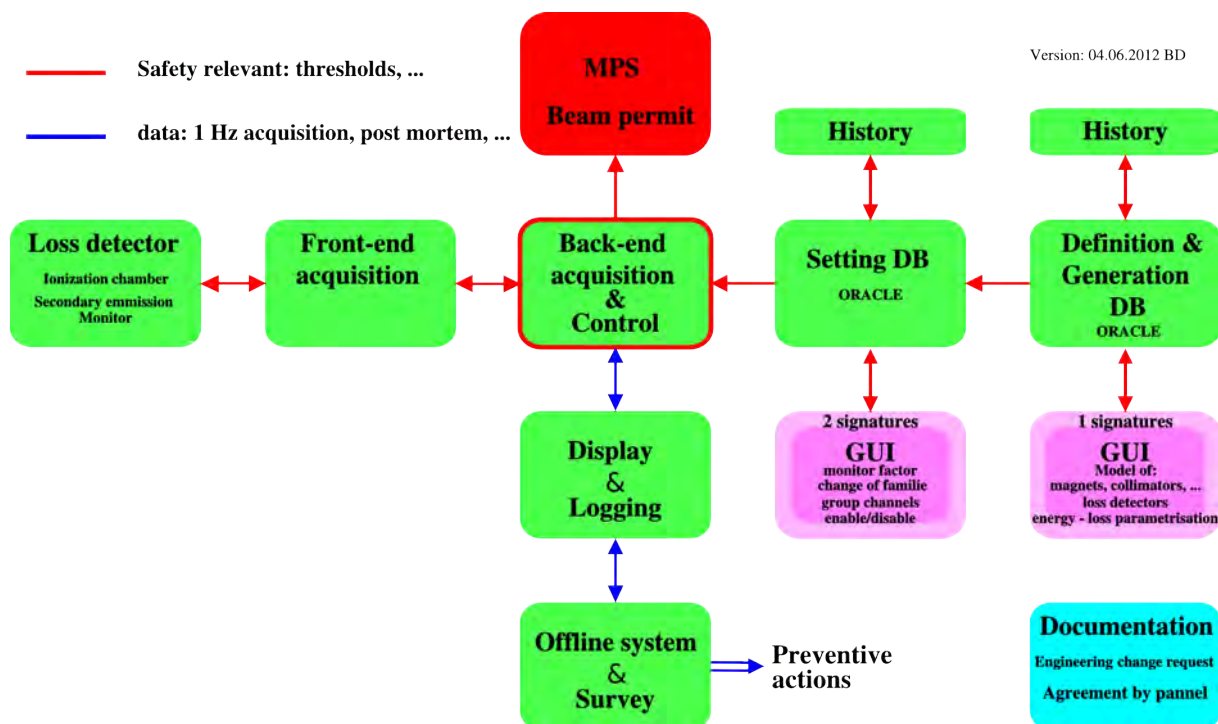 Safety relevant: thresholds, ...
data: 1 Hz acquisition, post mortem, ...
MPS
Beam permit
Version: 04.06.2012 BD
History
History
Loss detector
Ionization chamber
Secondary emmission
Monitor
Front-end
acquisition
Back-end
acquisition
&
Control
Setting DB
ORACLE
Definition &
Generation
DB
ORACLE
Display
&
Logging
2 signatures
GUI
monitor factor
change of familie
group channels
enable/disable
1 signatures
GUI
Model of:
magnets, collimators, ...
loss detectors
energy - loss parametrisation
Offline system
&
Survey
Preventive
actions
Documentation
Engineering change request
Agreement by pannel